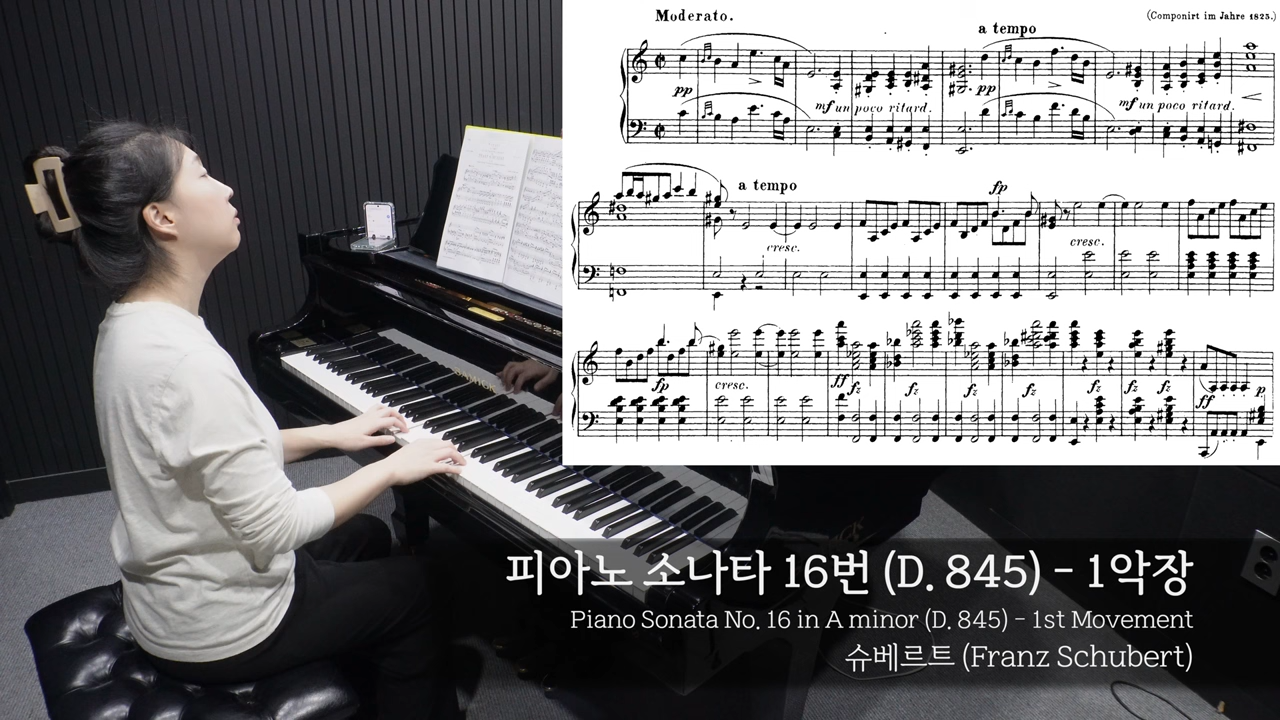 Moderato.
(Componirt im Jahre 1825.)
a tempo
pp
mf un poco ritard.
pp
mf un poco ritard.
a tempo
fp
cresc.
cresc.
fp
cresc.
ff
fz
fz
fz
fz
fz
fz
fz
ff
p
피아노 소나타 16번 (D. 845) - 1악장
Piano Sonata No. 16 in A minor (D. 845) - 1st Movement
슈베르트 (Franz Schubert)